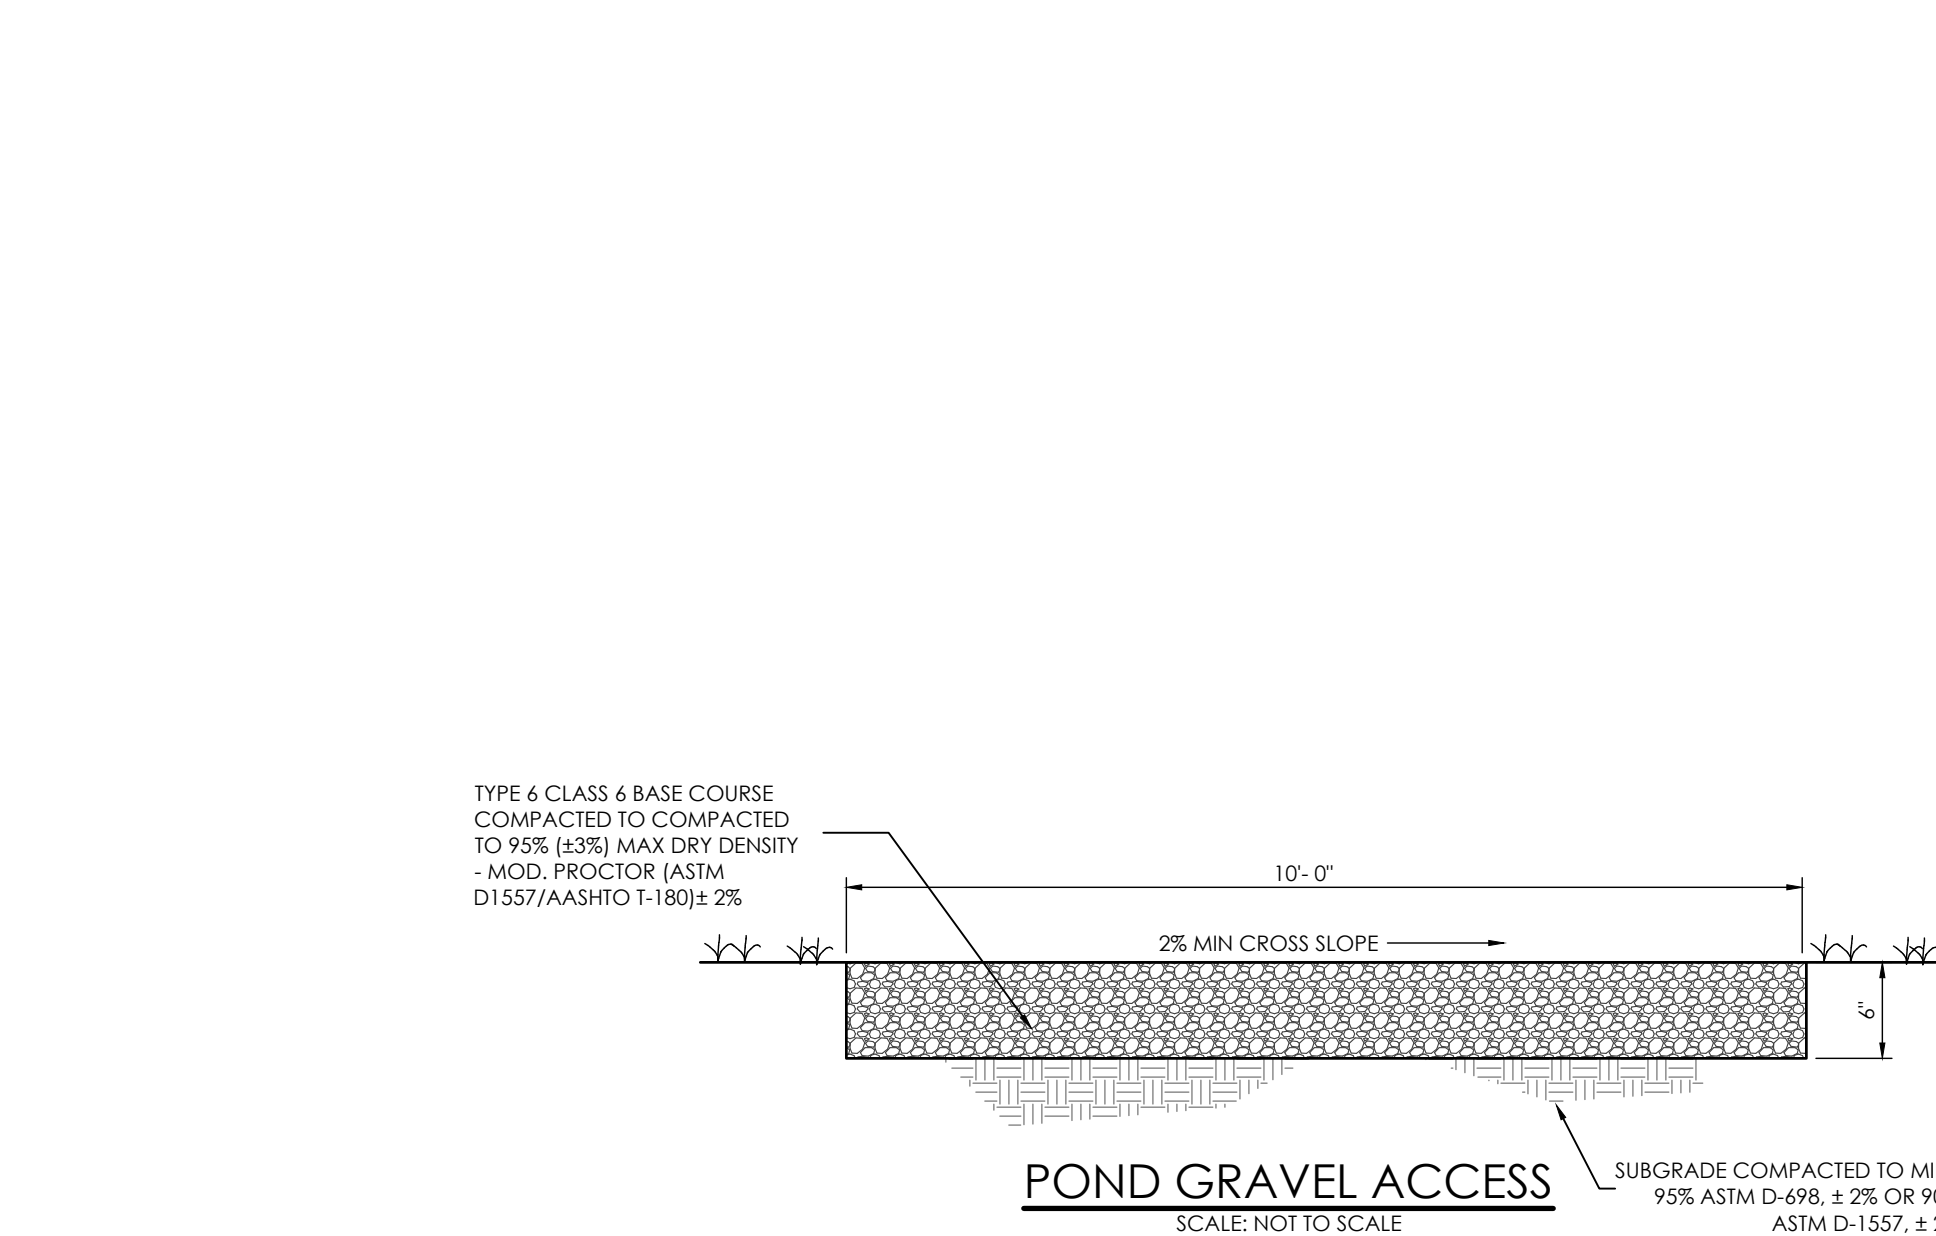 TYPE 6 CLASS 6 BASE COURSE
COMPACTED TO COMPACTED
TO 95% (±3%) MAX DRY DENSITY
- MOD. PROCTOR (ASTM
D1557/AASHTO T-180)± 2%
10'- 0"
2% MIN CROSS SLOPE
6"
POND GRAVEL ACCESS
SCALE: NOT TO SCALE
SUBGRADE COMPACTED TO
95% ASTM D-698, ± 2% OR
ASTM D-1557, ±